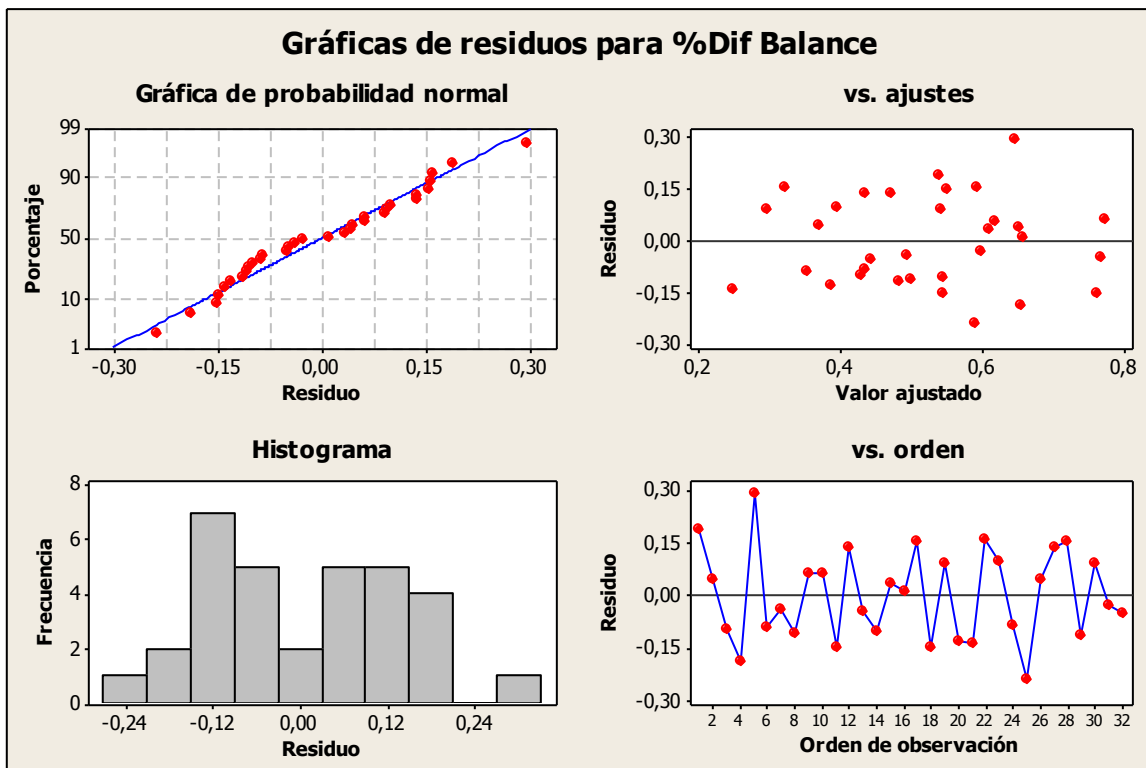 Gráficas de residuos para %Dif Balance
Gráfica de probabilidad normal
Porcentaje
99
90
50
10
1
-0,30 -0,15 0,00 0,15 0,30
Residuo
vs. ajustes
Residuo
0,30
0,15
0,00
-0,15
-0,30
0,2 0,4 0,6 0,8
Valor ajustado
Histograma
Frecuencia
8
6
4
2
0
-0,24 -0,12 0,00 0,12 0,24
Residuo
vs. orden
Residuo
0,30
0,15
0,00
-0,15
-0,30
2 4 6 8 10 12 14 16 18 20 22 24 26 28 30 32
Orden de observación